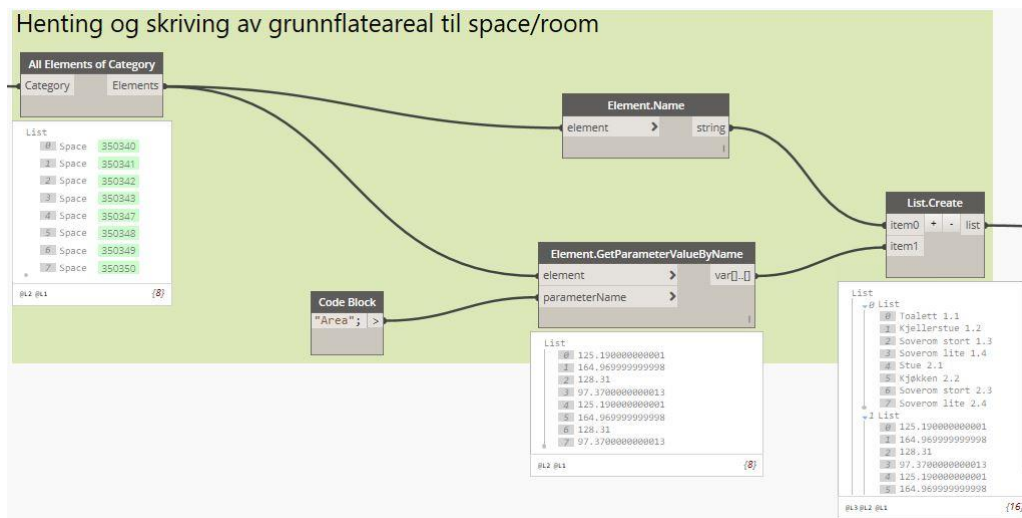 Henting og skriving av grunnflateareal til space/room
All Elements of Category
Category Elements
List
0 Space 350340
1 Space 350341
2 Space 350342
3 Space 350343
4 Space 350347
5 Space 350348
6 Space 350349
7 Space 350350
@L2 @L1 {8}
Element.Name
element > string
l
Code Block
"Area"; >
Element.GetParameterValueByName
element > var[]..[]
parameterName >
l
List
0 125.190000000001
1 164.969999999998
2 128.31
3 97.3700000000013
4 125.190000000001
5 164.969999999998
6 128.31
7 97.3700000000013
@L2 @L1 {8}
List.Create
item0 + - list
item1
List
0 List
0 Toalett 1.1
1 Kjellerstue 1.2
2 Soverom stort 1.3
3 Soverom lite 1.4
4 Stue 2.1
5 Kjøkken 2.2
6 Soverom stort 2.3
7 Soverom lite 2.4
1 List
0 125.190000000001
1 164.969999999998
2 128.31
3 97.3700000000013
4 125.190000000001
5 164.969999999998
@L3 @L2 @L1 {16}